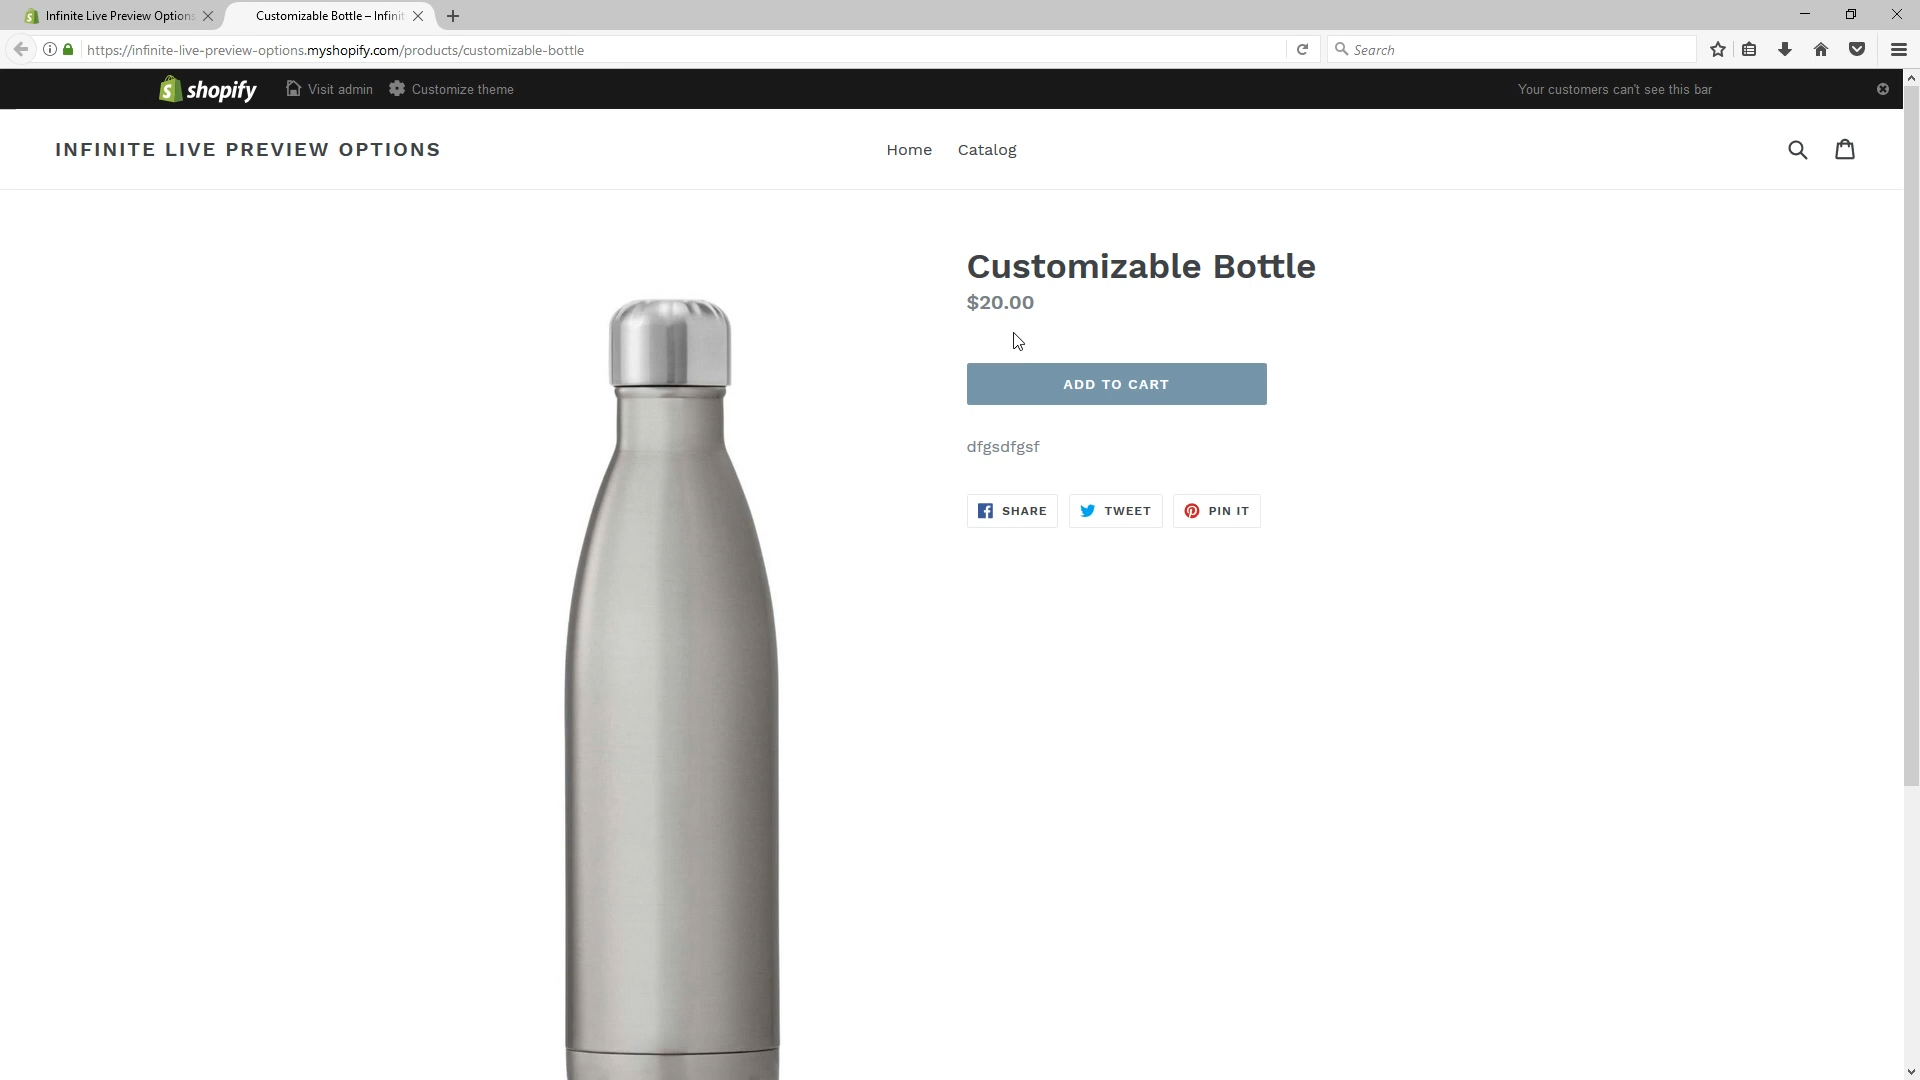 Infinite Live Preview Options
Customizable Bottle – Infinit
https://infinite-live-preview-options.myshopify.com/products/customizable-bottle
Search
shopify
Visit admin
Customize theme
Your customers can't see this bar
INFINITE LIVE PREVIEW OPTIONS
Home
Catalog
Customizable Bottle
$20.00
ADD TO CART
dfgsdfgsf
SHARE
TWEET
PIN IT